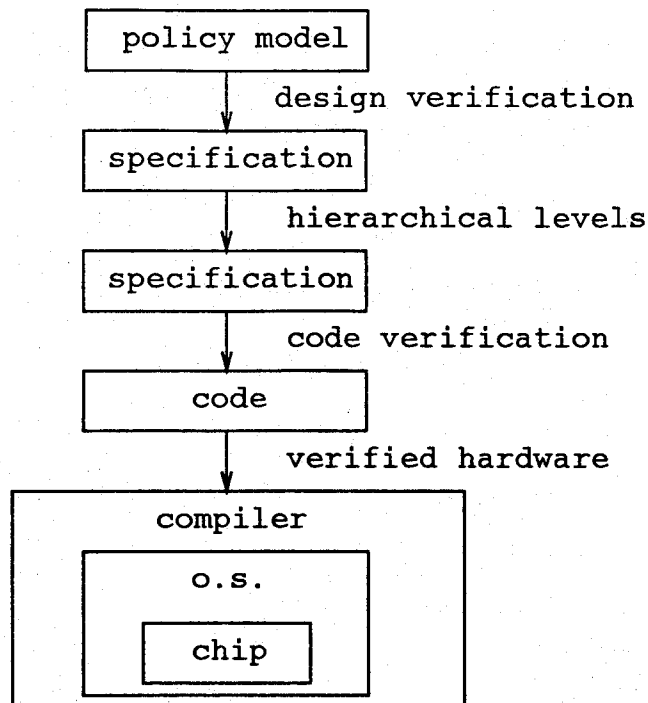 policy model
design verification
specification
hierarchical levels
specification
code verification
code
verified hardware
compiler
o.s.
chip